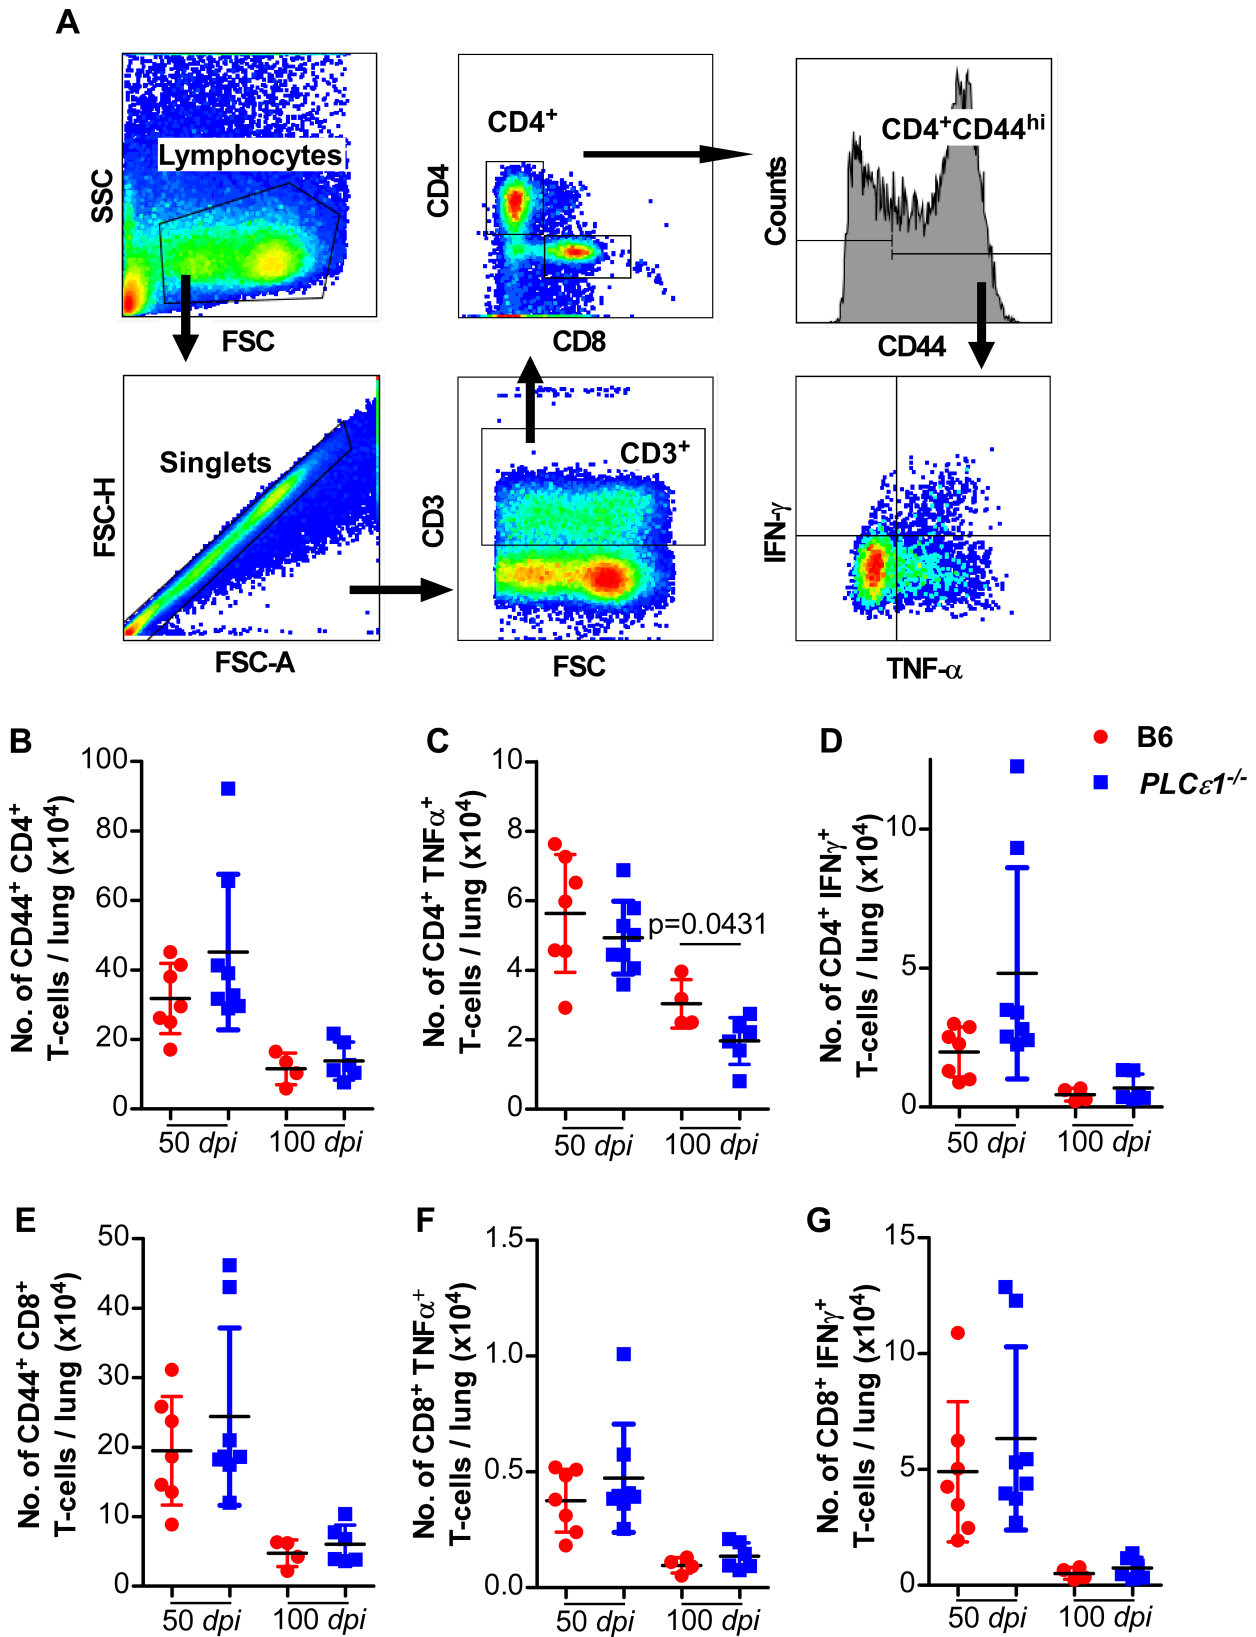 A
Lymphocytes
SSC
FSC
CD4⁺
CD4
CD8
CD4⁺CD44ʰⁱ
Counts
CD44
Singlets
FSC-H
FSC-A
CD3⁺
CD3
FSC
IFN-γ
TNF-α
B
No. of CD44⁺ CD4⁺
T-cells / lung (x10⁴)
100
80
60
40
20
0
50 dpi
100 dpi
C
No. of CD4⁺ TNFα⁺
T-cells / lung (x10⁴)
10
8
6
4
2
0
p=0.0431
50 dpi
100 dpi
D
No. of CD4⁺ IFNγ⁺
T-cells / lung (x10⁴)
10
5
0
50 dpi
100 dpi
B6
PLCε1⁻/⁻
E
No. of CD44⁺ CD8⁺
T-cells / lung (x10⁴)
50
40
30
20
10
0
50 dpi
100 dpi
F
No. of CD8⁺ TNFα⁺
T-cells / lung (x10⁴)
1.5
1.0
0.5
0.0
50 dpi
100 dpi
G
No. of CD8⁺ IFNγ⁺
T-cells / lung (x10⁴)
15
10
5
0
50 dpi
100 dpi